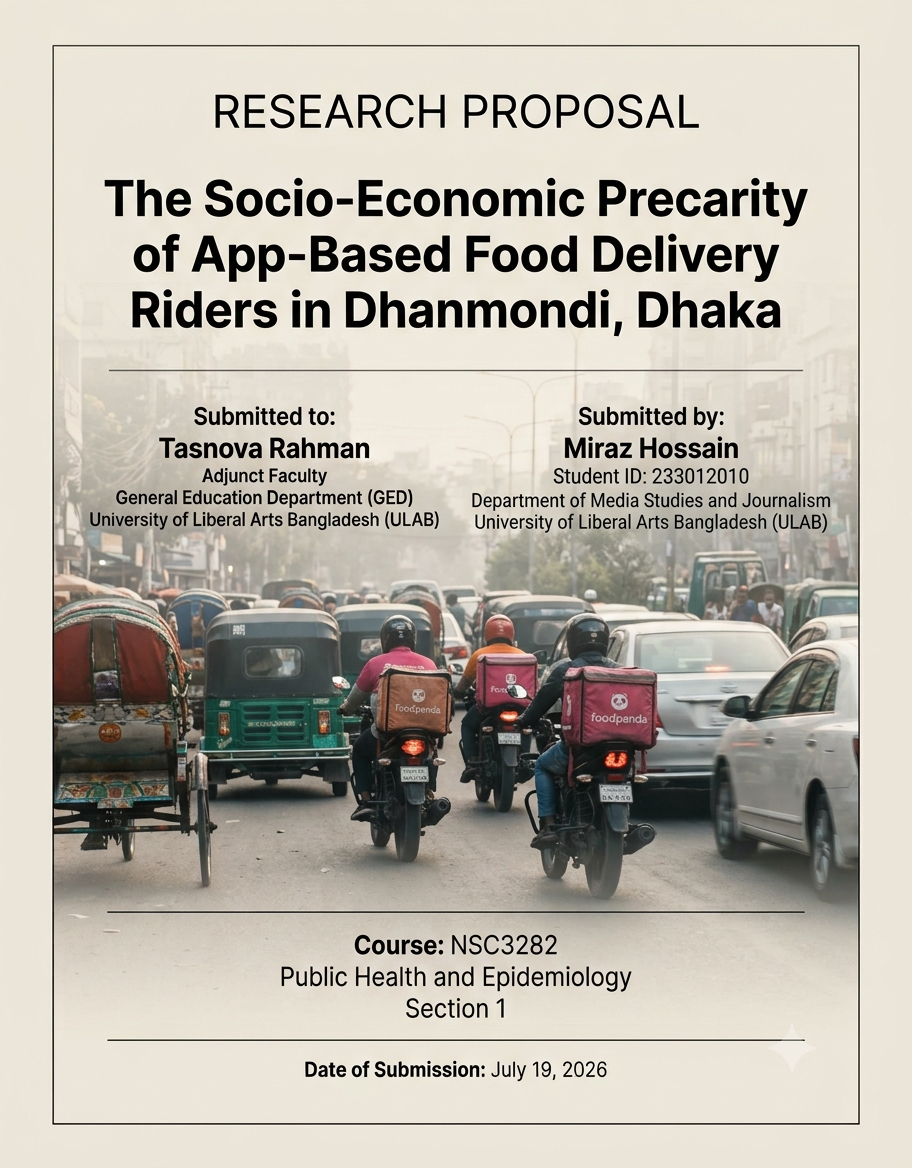 RESEARCH PROPOSAL
The Socio-Economic Precarity
of App-Based Food Delivery
Riders in Dhanmondi, Dhaka
Submitted to:
Tasnova Rahman
Adjunct Faculty
General Education Department (GED)
University of Liberal Arts Bangladesh (ULAB)
Submitted by:
Miraz Hossain
Student ID: 233012010
Department of Media Studies and Journalism
University of Liberal Arts Bangladesh (ULAB)
foodpanda
foodpanda
Course: NSC3282
Public Health and Epidemiology
Section 1
Date of Submission: July 19, 2026